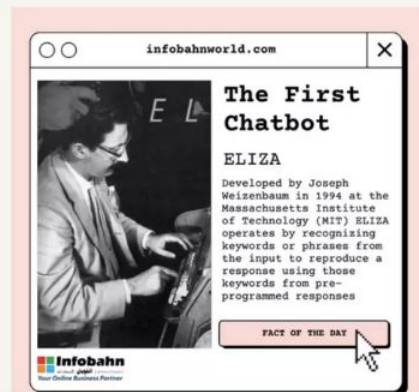 infobahnworld.com
E L
The First
Chatbot
ELIZA
Developed by Joseph
Weizenbaum in 1994 at the
Massachusetts Institute
of Technology (MIT) ELIZA
operates by recognizing
keywords or phrases from
the input to reproduce a
response using those
keywords from pre-
programmed responses
FACT OF THE DAY
Infobahn
Your Online Business Partner